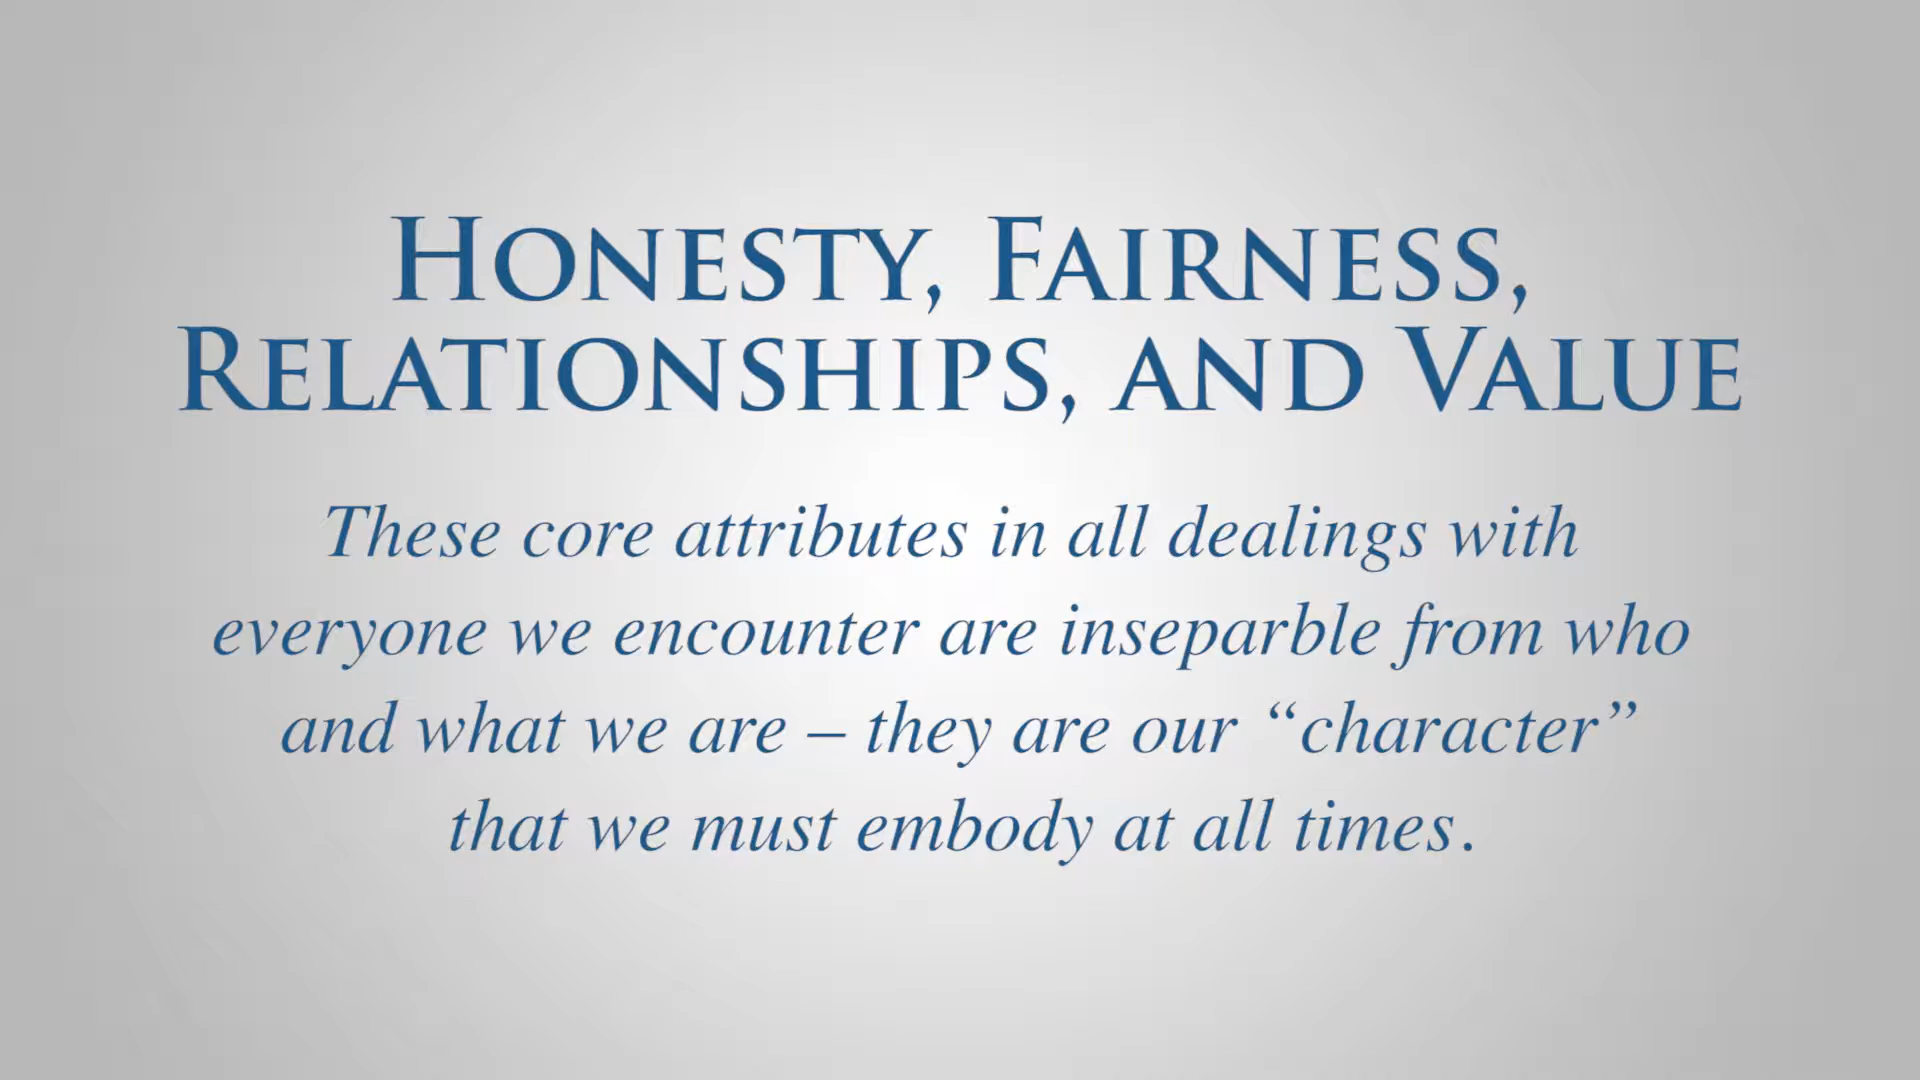 Honesty, Fairness,
Relationships, and Value
These core attributes in all dealings with
everyone we encounter are inseparble from who
and what we are – they are our “character”
that we must embody at all times.